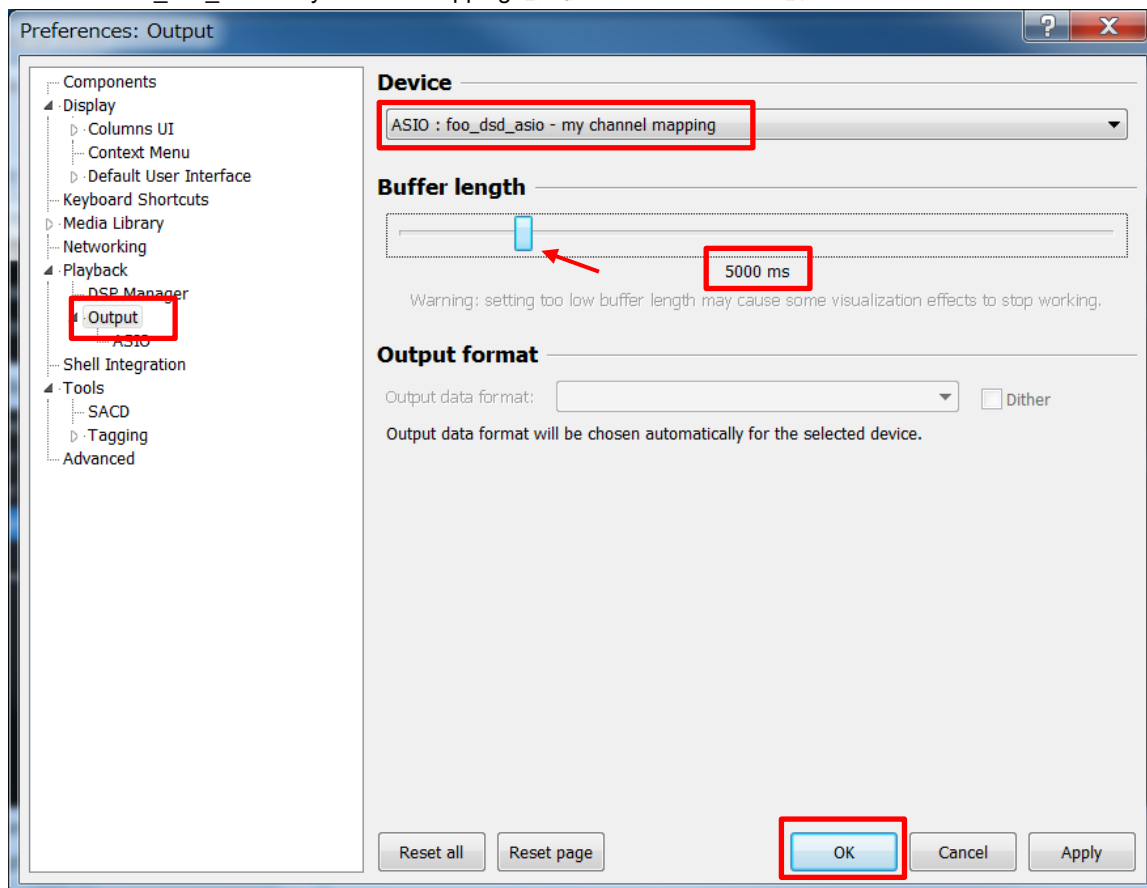 Preferences: Output
Components
Display
Columns UI
Context Menu
Default User Interface
Keyboard Shortcuts
Media Library
Networking
Playback
DSP Manager
Output
ASIO
Shell Integration
Tools
SACD
Tagging
Advanced
Device
ASIO : foo_dsd_asio - my channel mapping
Buffer length
5000 ms
Warning: setting too low buffer length may cause some visualization effects to stop working.
Output format
Output data format:
Dither
Output data format will be chosen automatically for the selected device.
Reset all
Reset page
OK
Cancel
Apply